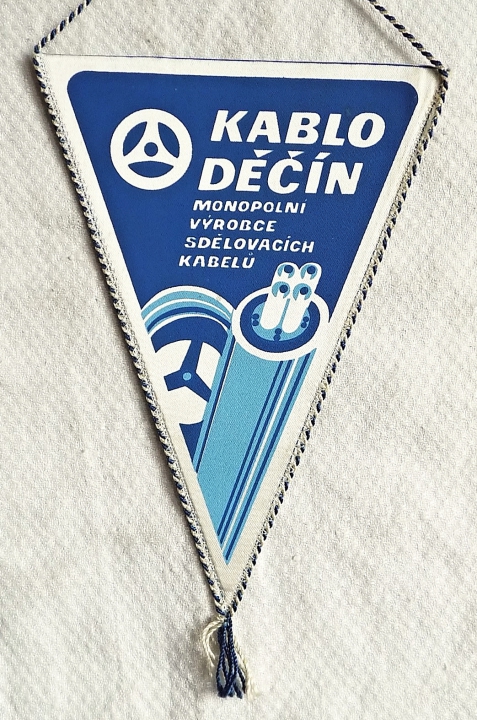 KABLO
DĚČÍN
MONOPOLNÍ
VÝROBCE
SDĚLOVACÍCH
KABELŮ